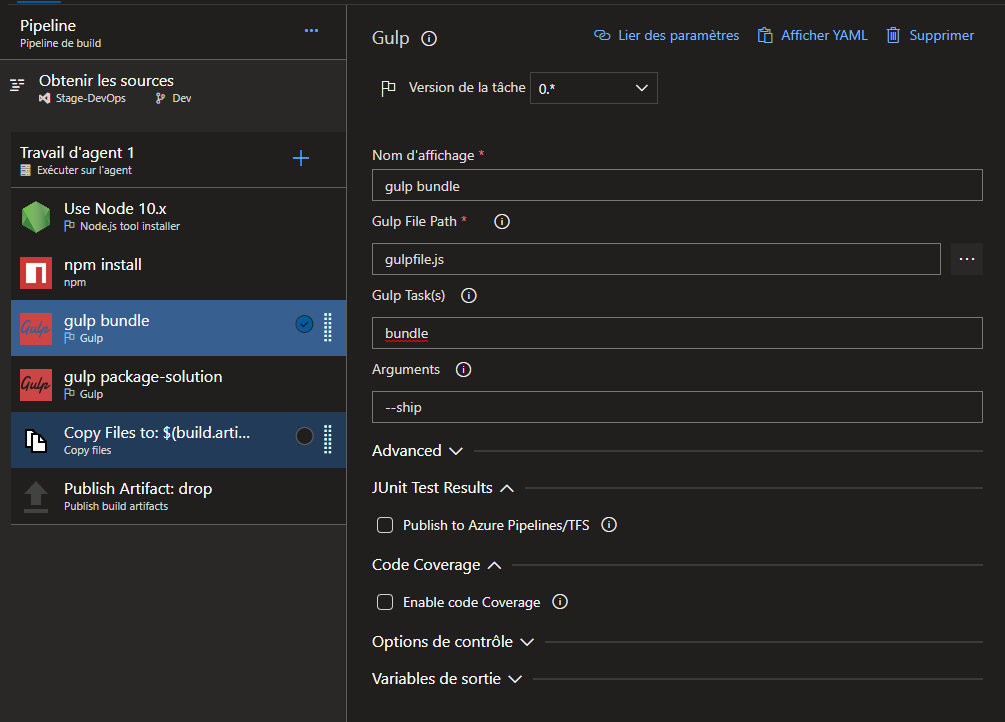 Pipeline
Pipeline de build
...
Obtenir les sources
Stage-DevOps Dev
Travail d'agent 1
Exécuter sur l'agent
Use Node 10.x
Node.js tool installer
npm install
npm
Gulp
gulp bundle
Gulp
Gulp
gulp package-solution
Gulp
Copy Files to: $(build.arti...
Copy files
Publish Artifact: drop
Publish build artifacts
Gulp
Lier des paramètres Afficher YAML Supprimer
Version de la tâche 0.*
Nom d'affichage *
gulp bundle
Gulp File Path *
gulpfile.js
...
Gulp Task(s)
bundle
Arguments
--ship
Advanced
JUnit Test Results
Publish to Azure Pipelines/TFS
Code Coverage
Enable code Coverage
Options de contrôle
Variables de sortie